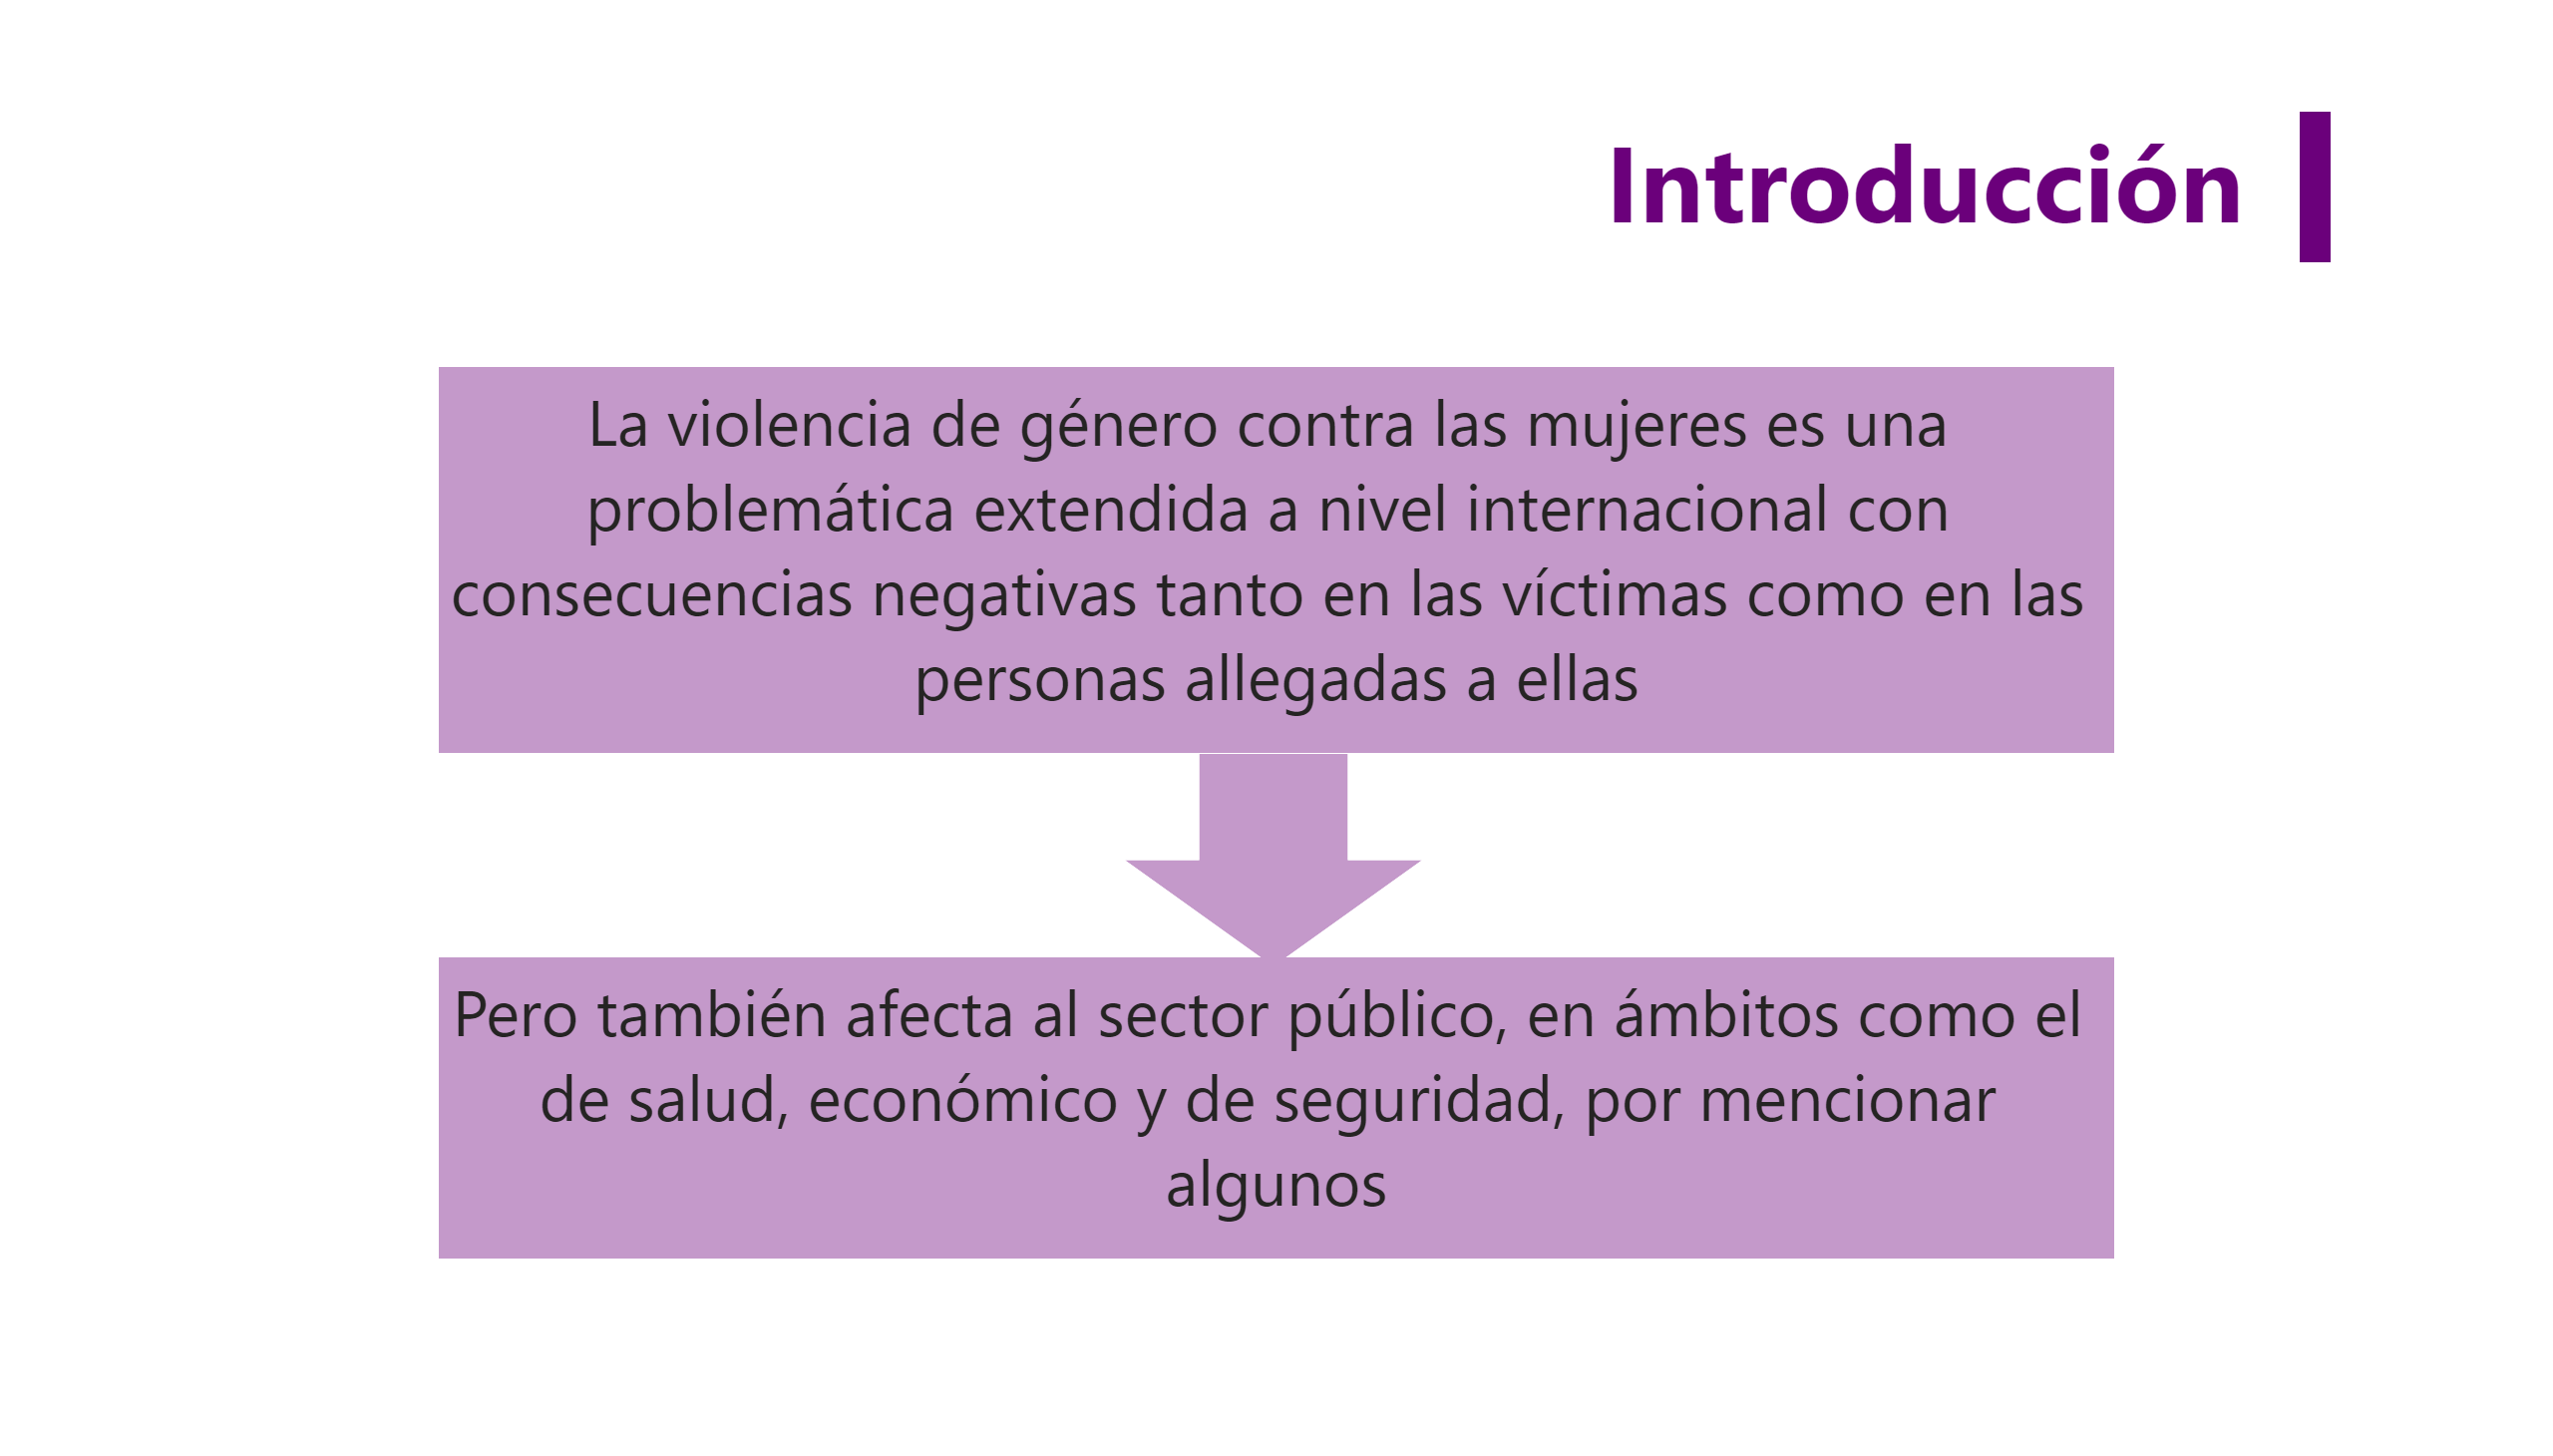 Introducción
La violencia de género contra las mujeres es una
problemática extendida a nivel internacional con
consecuencias negativas tanto en las víctimas como en las
personas allegadas a ellas
Pero también afecta al sector público, en ámbitos como el
de salud, económico y de seguridad, por mencionar
algunos